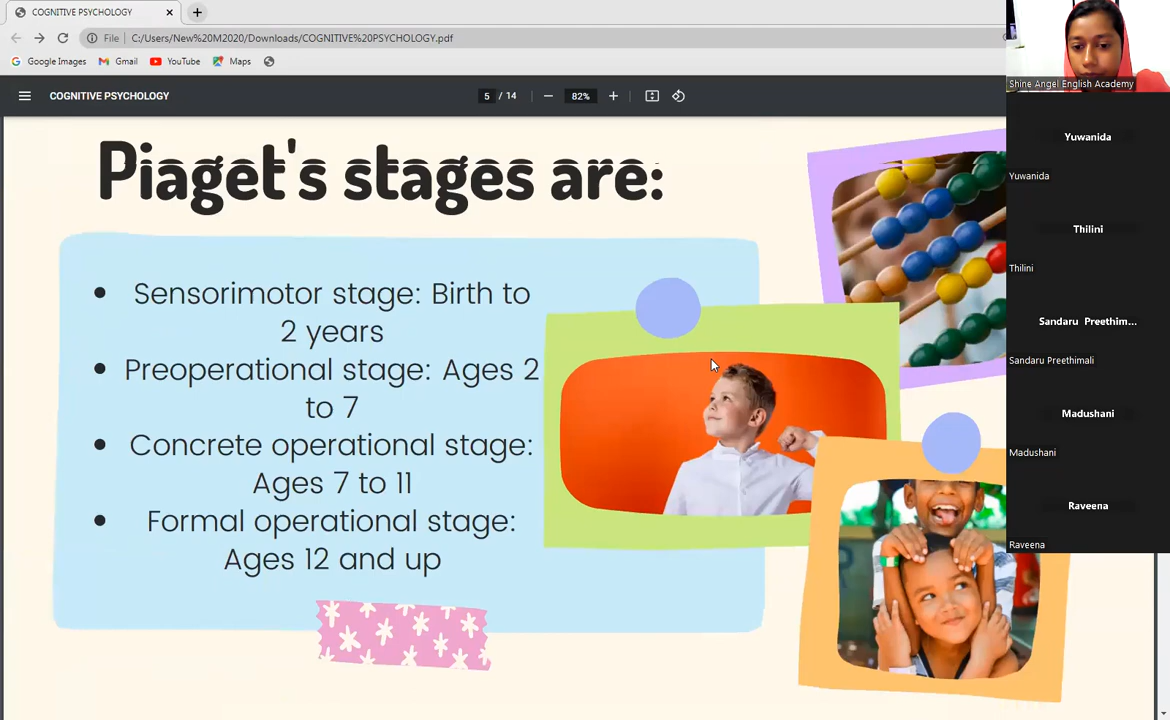 COGNITIVE PSYCHOLOGY
File
C:/Users/New%20M2020/Downloads/COGNITIVE%20PSYCHOLOGY.pdf
Google Images
Gmail
YouTube
Maps
COGNITIVE PSYCHOLOGY
5 / 14
82%
Piaget's stages are:
Sensorimotor stage: Birth to
2 years
Preoperational stage: Ages 2
to 7
Concrete operational stage:
Ages 7 to 11
Formal operational stage:
Ages 12 and up
Shine Angel English Academy
Yuwanida
Yuwanida
Thilini
Thilini
Sandaru Preethim...
Sandaru Preethimali
Madushani
Madushani
Raveena
Raveena